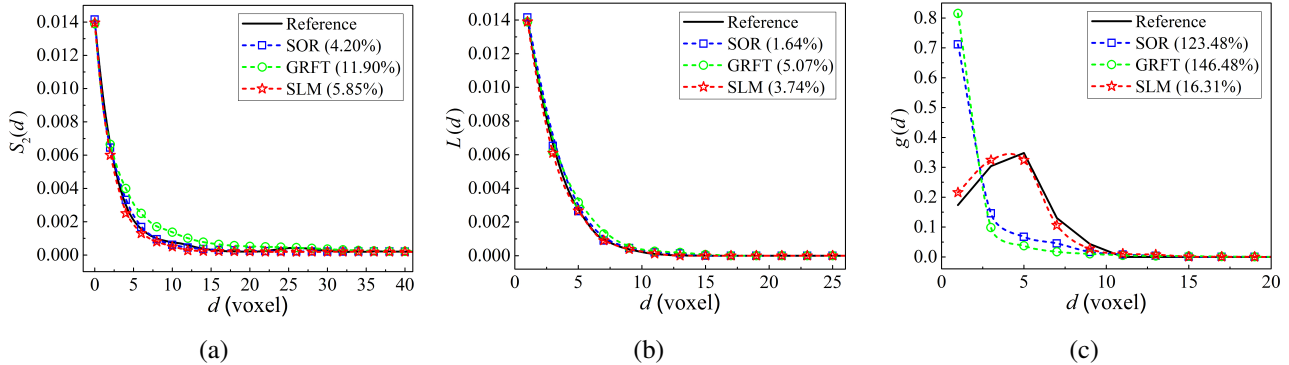 Reference
SOR (4.20%)
GRFT (11.90%)
SLM (5.85%)
0.014
0.012
0.010
0.008
0.006
0.004
0.002
0.000
S2(d)
0 5 10 15 20 25 30 35 40
d (voxel)
(a)
Reference
SOR (1.64%)
GRFT (5.07%)
SLM (3.74%)
0.014
0.012
0.010
0.008
0.006
0.004
0.002
0.000
L(d)
0 5 10 15 20 25
d (voxel)
(b)
Reference
SOR (123.48%)
GRFT (146.48%)
SLM (16.31%)
0.8
0.7
0.6
0.5
0.4
0.3
0.2
0.1
0.0
g(d)
0 5 10 15 20
d (voxel)
(c)